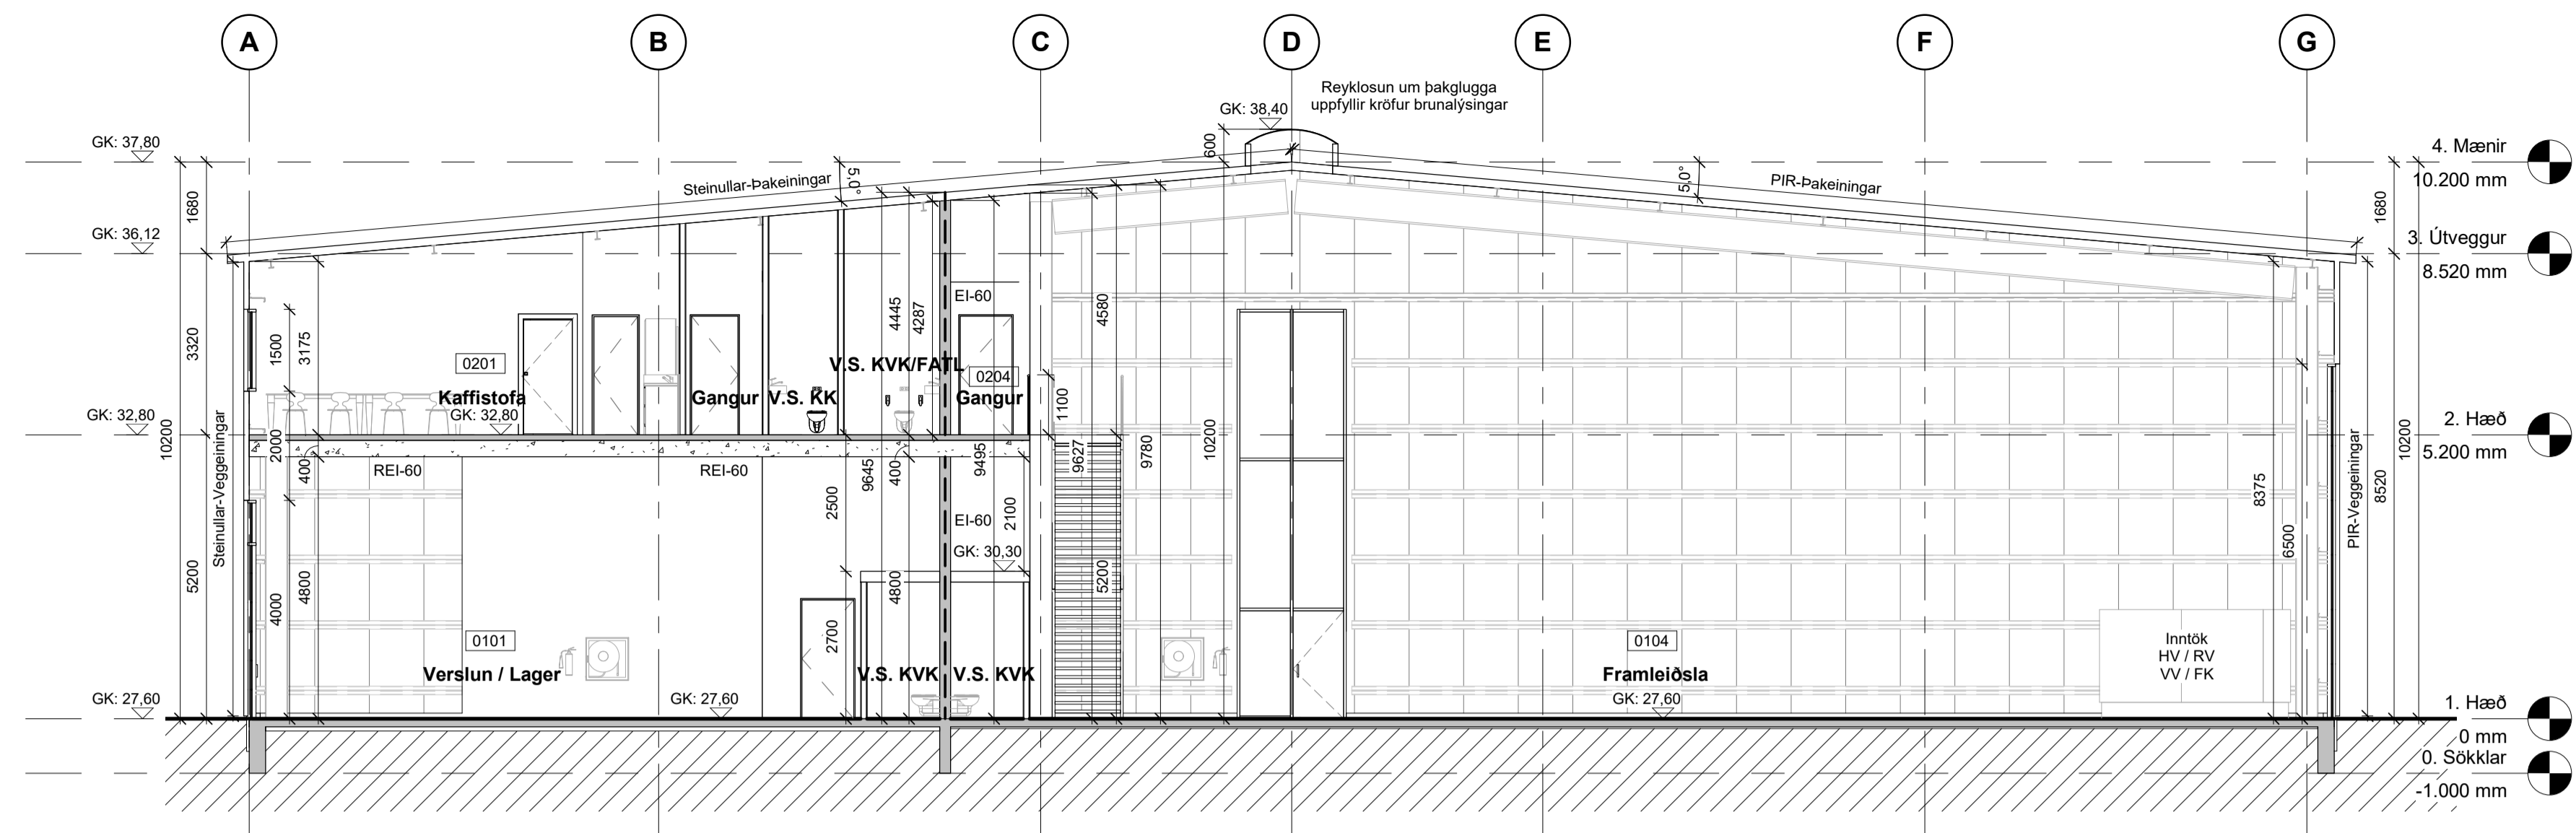 A
B
C
D
E
F
G
Reyklosun um þakglugga
uppfyllir kröfur brunalýsingar
GK: 38,40
600
GK: 37,80
4. Mænir
10.200 mm
Steinullar-Þakeiningar
5,0°
5,0°
PIR-Þakeiningar
1680
1680
GK: 36,12
3. Útveggur
8.520 mm
EI-60
4445
4287
4580
3320
1500
3175
0201
V.S. KVK/FATL
0204
Kaffistofa
Gangur
V.S. KK
Gangur
1100
GK: 32,80
GK: 32,80
2. Hæð
5.200 mm
10200
2000
400
REI-60
REI-60
9645
400
9495
9627
9780
10200
10200
8375
8520
6500
Steinullar-Veggeiningar
PIR-Veggeiningar
2500
EI-60
2100
GK: 30,30
5200
4000
4800
4800
5200
2700
0101
Verslun / Lager
V.S. KVK
V.S. KVK
0104
Framleiðsla
Inntök
HV / RV
VV / FK
GK: 27,60
GK: 27,60
GK: 27,60
1. Hæð
0 mm
0. Sökklar
-1.000 mm